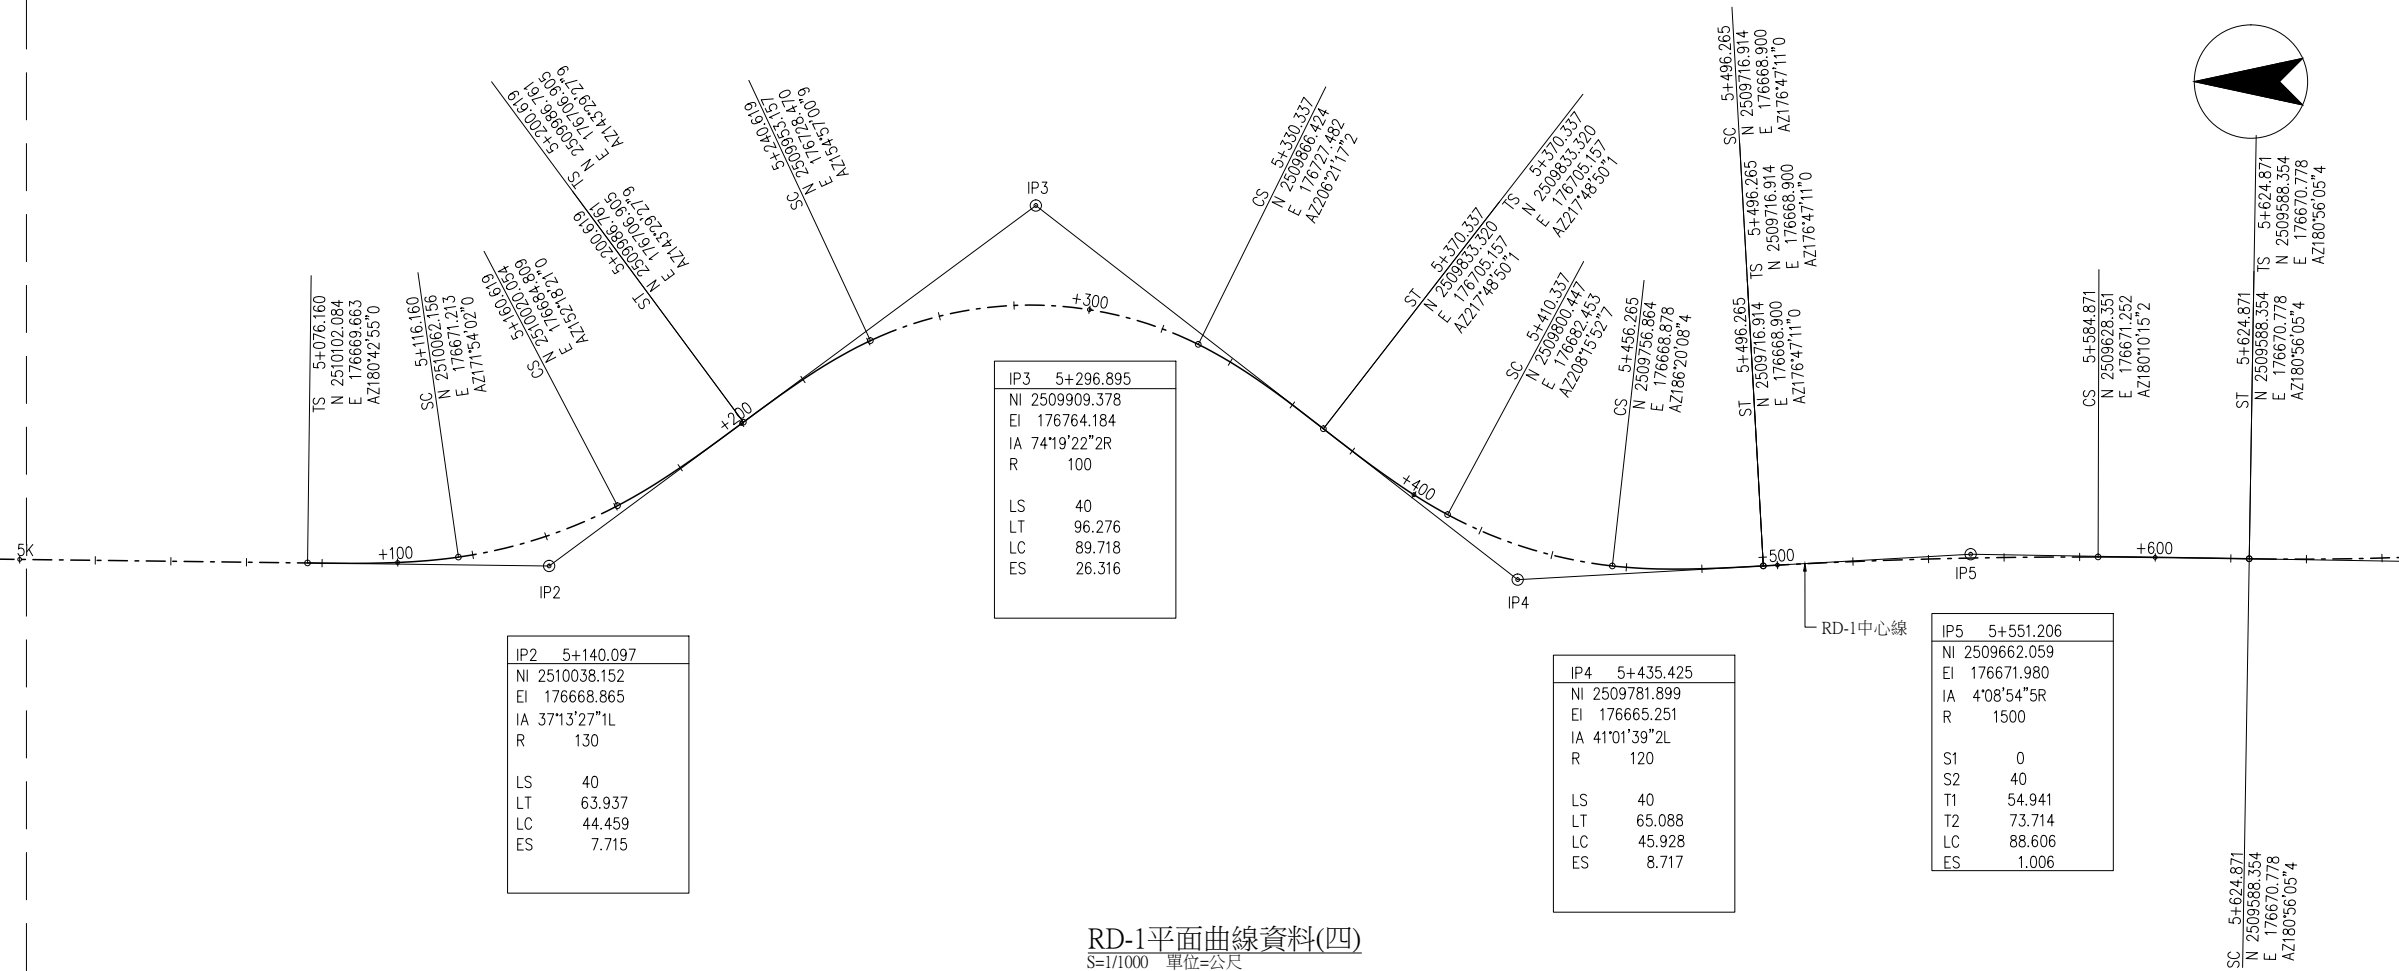 5K
TS 5+076.160
N 2510102.084
E 176669.663
AZ180°42'55"0
+100
SC 5+116.160
N 2510062.156
E 176671.213
AZ171°54'02"0
CS 5+160.619
N 2510020.054
E 176684.809
AZ152°18'21"0
IP2
TS 5+200.619
N 2509986.761
E 176706.905
AZ143°29'27"9
ST 5+200.619
N 2509986.761
E 176706.905
AZ143°29'27"9
+200
SC 5+240.619
N 2509953.157
E 176728.470
AZ154°57'00"9
IP3
+300
CS 5+330.337
N 2509866.424
E 176727.482
AZ206°21'17"2
TS 5+370.337
N 2509833.320
E 176705.157
AZ217°48'50"1
ST 5+370.337
N 2509833.320
E 176705.157
AZ217°48'50"1
+400
SC 5+410.337
N 2509800.447
E 176682.453
AZ208°15'52"7
IP4
CS 5+456.265
N 2509756.864
E 176668.878
AZ186°20'08"4
SC 5+496.265
N 2509716.914
E 176668.900
AZ176°47'11"0
TS 5+496.265
N 2509716.914
E 176668.900
AZ176°47'11"0
ST 5+496.265
N 2509716.914
E 176668.900
AZ176°47'11"0
+500
IP5
CS 5+584.871
N 2509628.351
E 176671.252
AZ180°10'15"2
+600
TS 5+624.871
N 2509588.354
E 176670.778
AZ180°56'05"4
ST 5+624.871
N 2509588.354
E 176670.778
AZ180°56'05"4
SC 5+624.871
N 2509588.354
E 176670.778
AZ180°56'05"4
RD-1中心線
IP2 5+140.097
NI 2510038.152
EI 176668.865
IA 37°13'27"1L
R 130
LS 40
LT 63.937
LC 44.459
ES 7.715
IP3 5+296.895
NI 2509909.378
EI 176764.184
IA 74°19'22"2R
R 100
LS 40
LT 96.276
LC 89.718
ES 26.316
IP4 5+435.425
NI 2509781.899
EI 176665.251
IA 41°01'39"2L
R 120
LS 40
LT 65.088
LC 45.928
ES 8.717
IP5 5+551.206
NI 2509662.059
EI 176671.980
IA 4°08'54"5R
R 1500
S1 0
S2 40
T1 54.941
T2 73.714
LC 88.606
ES 1.006
RD-1平面曲線資料(四)
S=1/1000 單位=公尺